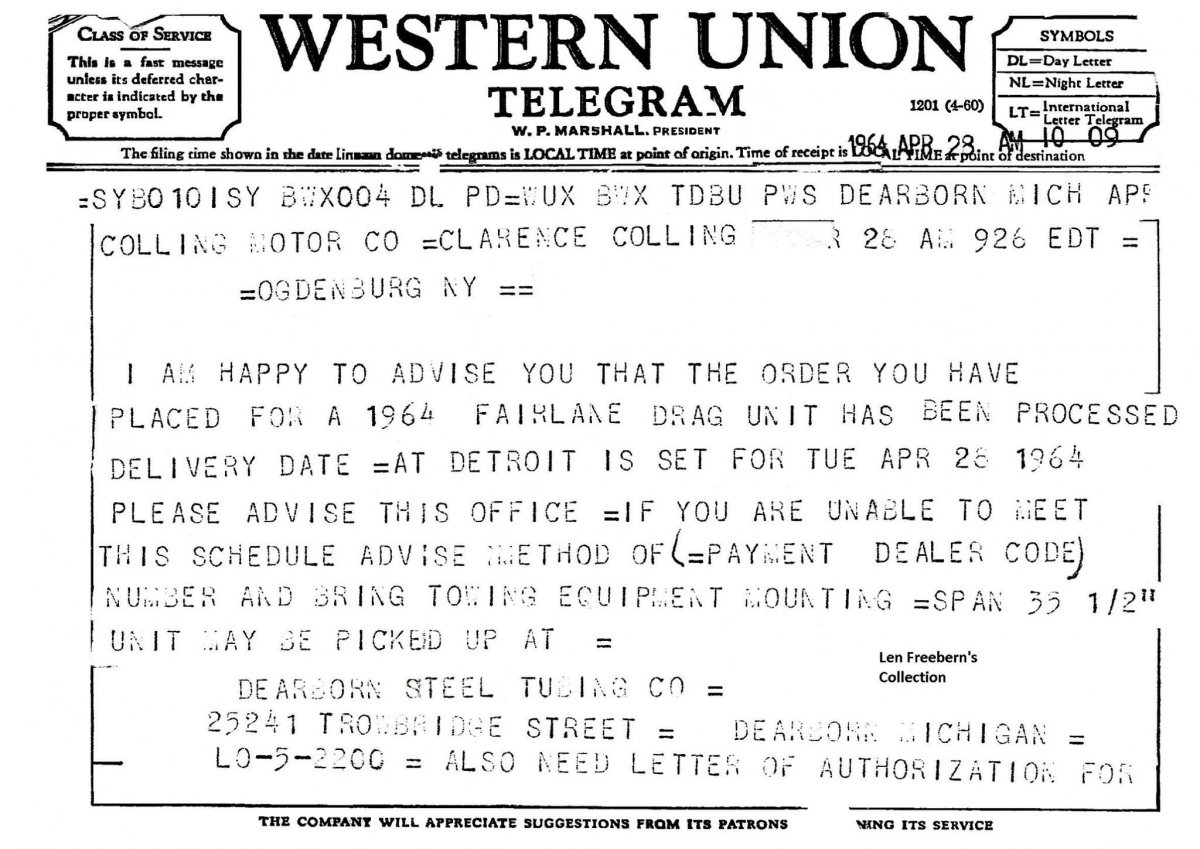 CLASS OF SERVICE
This is a fast message
unless its deferred char-
acter is indicated by the
proper symbol.
WESTERN UNION
TELEGRAM
W. P. MARSHALL, PRESIDENT
1201 (4-60)
SYMBOLS
DL=Day Letter
NL=Night Letter
LT=International Letter Telegram
1964 APR 28 AM 10 09
The filing time shown in the date line on domestic telegrams is LOCAL TIME at point of origin. Time of receipt is LOCAL TIME at point of destination
=SYB010 ISY BWX004 DL PD=WUX BWX TDBU PWS DEARBORN MICH APR
COLLING MOTOR CO =CLARENCE COLLING R 28 AM 926 EDT =
=OGDENBURG NY ==
I AM HAPPY TO ADVISE YOU THAT THE ORDER YOU HAVE
PLACED FOR A 1964 FAIRLANE DRAG UNIT HAS BEEN PROCESSED
DELIVERY DATE =AT DETROIT IS SET FOR TUE APR 28 1964
PLEASE ADVISE THIS OFFICE =IF YOU ARE UNABLE TO MEET
THIS SCHEDULE ADVISE MMETHOD OF (=PAYMENT DEALER CODE)
NUMBER AND BRING TOWING EQUIPMENT MOUNTING =SPAN 35 1/2"
UNIT MAY BE PICKED UP AT =
Len Freebern's
Collection
DEARBORN STEEL TUBING CO =
25241 TROWBRIDGE STREET = DEARBORN MICHIGAN =
LO-5-2200 = ALSO NEED LETTER OF AUTHORIZATION FOR
THE COMPANY WILL APPRECIATE SUGGESTIONS FROM ITS PATRONS NING ITS SERVICE